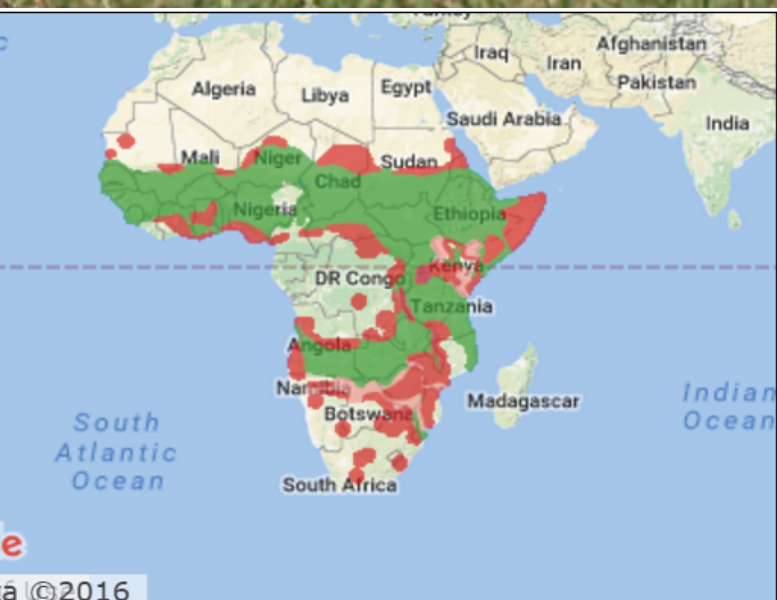 Turkey
Afghanistan
Iraq
Iran
Pakistan
Algeria
Libya
Egypt
Saudi Arabia
India
Mali
Niger
Sudan
Chad
Nigeria
Ethiopia
Kenya
DR Congo
Tanzania
Angola
Namibia
Botswana
Madagascar
Indian
Ocean
South
Atlantic
Ocean
South Africa
©2016